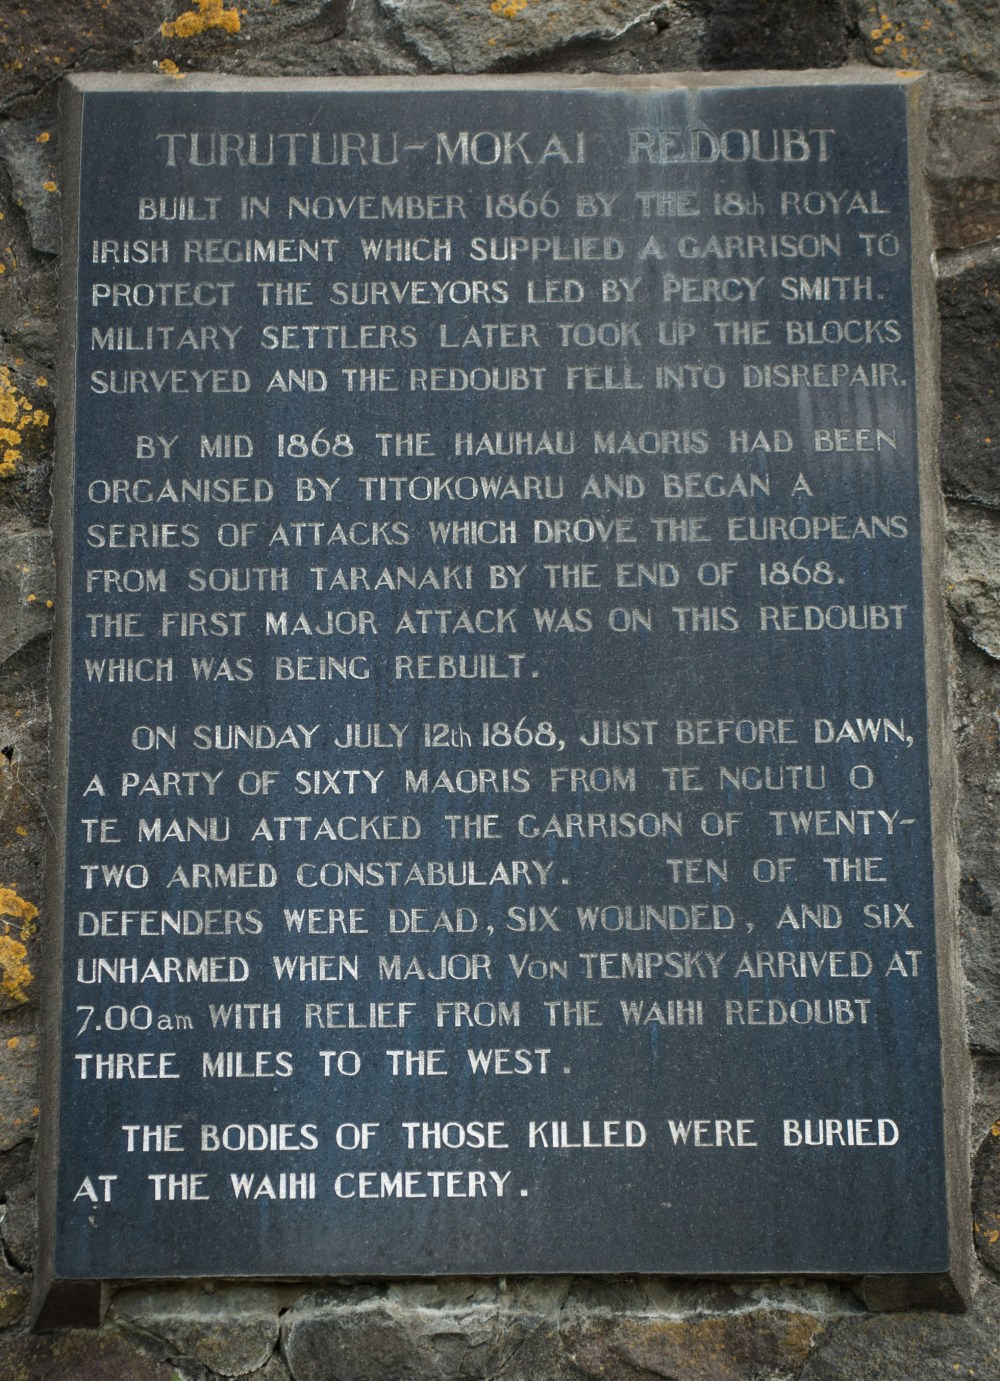 TURUTURU-MOKAI REDOUBT
BUILT IN NOVEMBER 1866 BY THE 18th ROYAL
IRISH REGIMENT WHICH SUPPLIED A GARRISON TO
PROTECT THE SURVEYORS LED BY PERCY SMITH.
MILITARY SETTLERS LATER TOOK UP THE BLOCKS
SURVEYED AND THE REDOUBT FELL INTO DISREPAIR.
BY MID 1868 THE HAUHAU MAORIS HAD BEEN
ORGANISED BY TITOKOWARU AND BEGAN A
SERIES OF ATTACKS WHICH DROVE THE EUROPEANS
FROM SOUTH TARANAKI BY THE END OF 1868.
THE FIRST MAJOR ATTACK WAS ON THIS REDOUBT
WHICH WAS BEING REBUILT.
ON SUNDAY JULY 12th 1868, JUST BEFORE DAWN,
A PARTY OF SIXTY MAORIS FROM TE NGUTU O
TE MANU ATTACKED THE GARRISON OF TWENTY-
TWO ARMED CONSTABULARY. TEN OF THE
DEFENDERS WERE DEAD, SIX WOUNDED, AND SIX
UNHARMED WHEN MAJOR VON TEMPSKY ARRIVED AT
7.00am WITH RELIEF FROM THE WAIHI REDOUBT
THREE MILES TO THE WEST.
THE BODIES OF THOSE KILLED WERE BURIED
AT THE WAIHI CEMETERY.